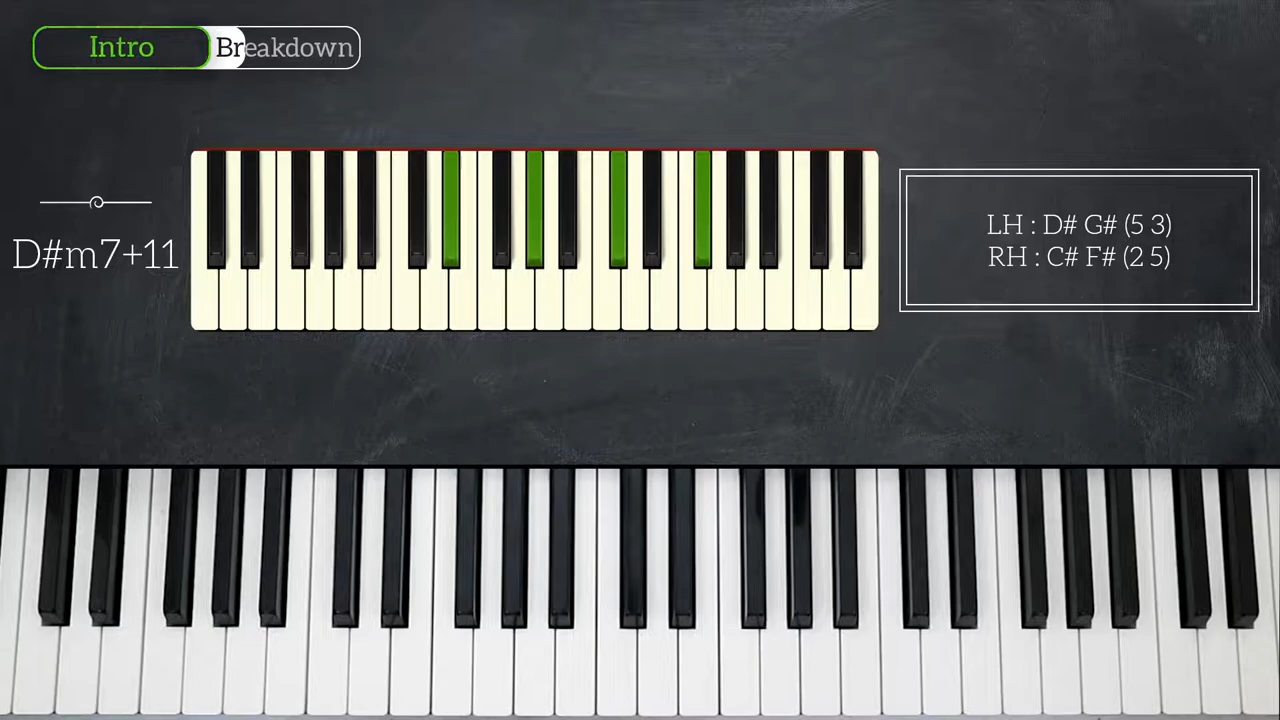 Intro
Breakdown
D#m7+11
LH : D# G# (5 3)
RH : C# F# (2 5)